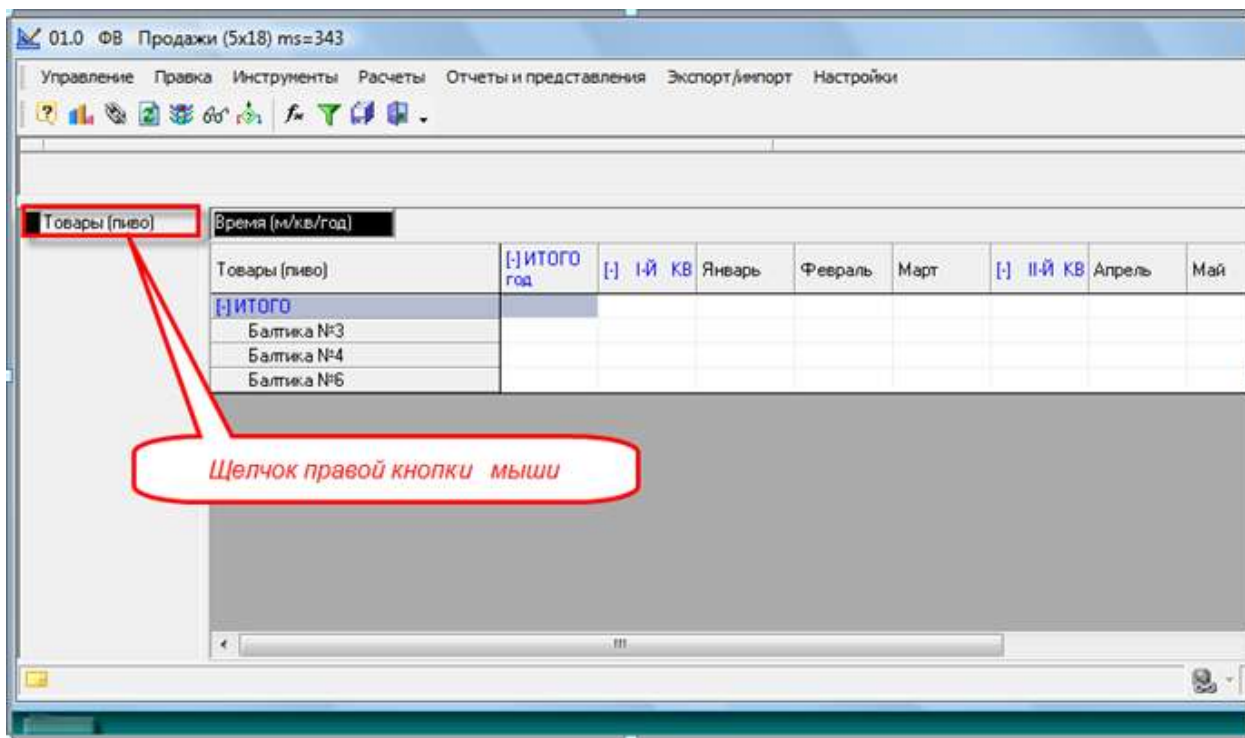 01.0 ФВ Продажи (5x18) ms=343
Управление Правка Инструменты Расчеты Отчеты и представления Экспорт/импорт Настройки
Товары (пиво) Время (м/кв/год)
Товары (пиво) [-] ИТОГО год [-] I-Й КВ Январь Февраль Март [-] II-Й КВ Апрель Май
[-] ИТОГО
Балтика №3
Балтика №4
Балтика №6
Щелчок правой кнопки мыши